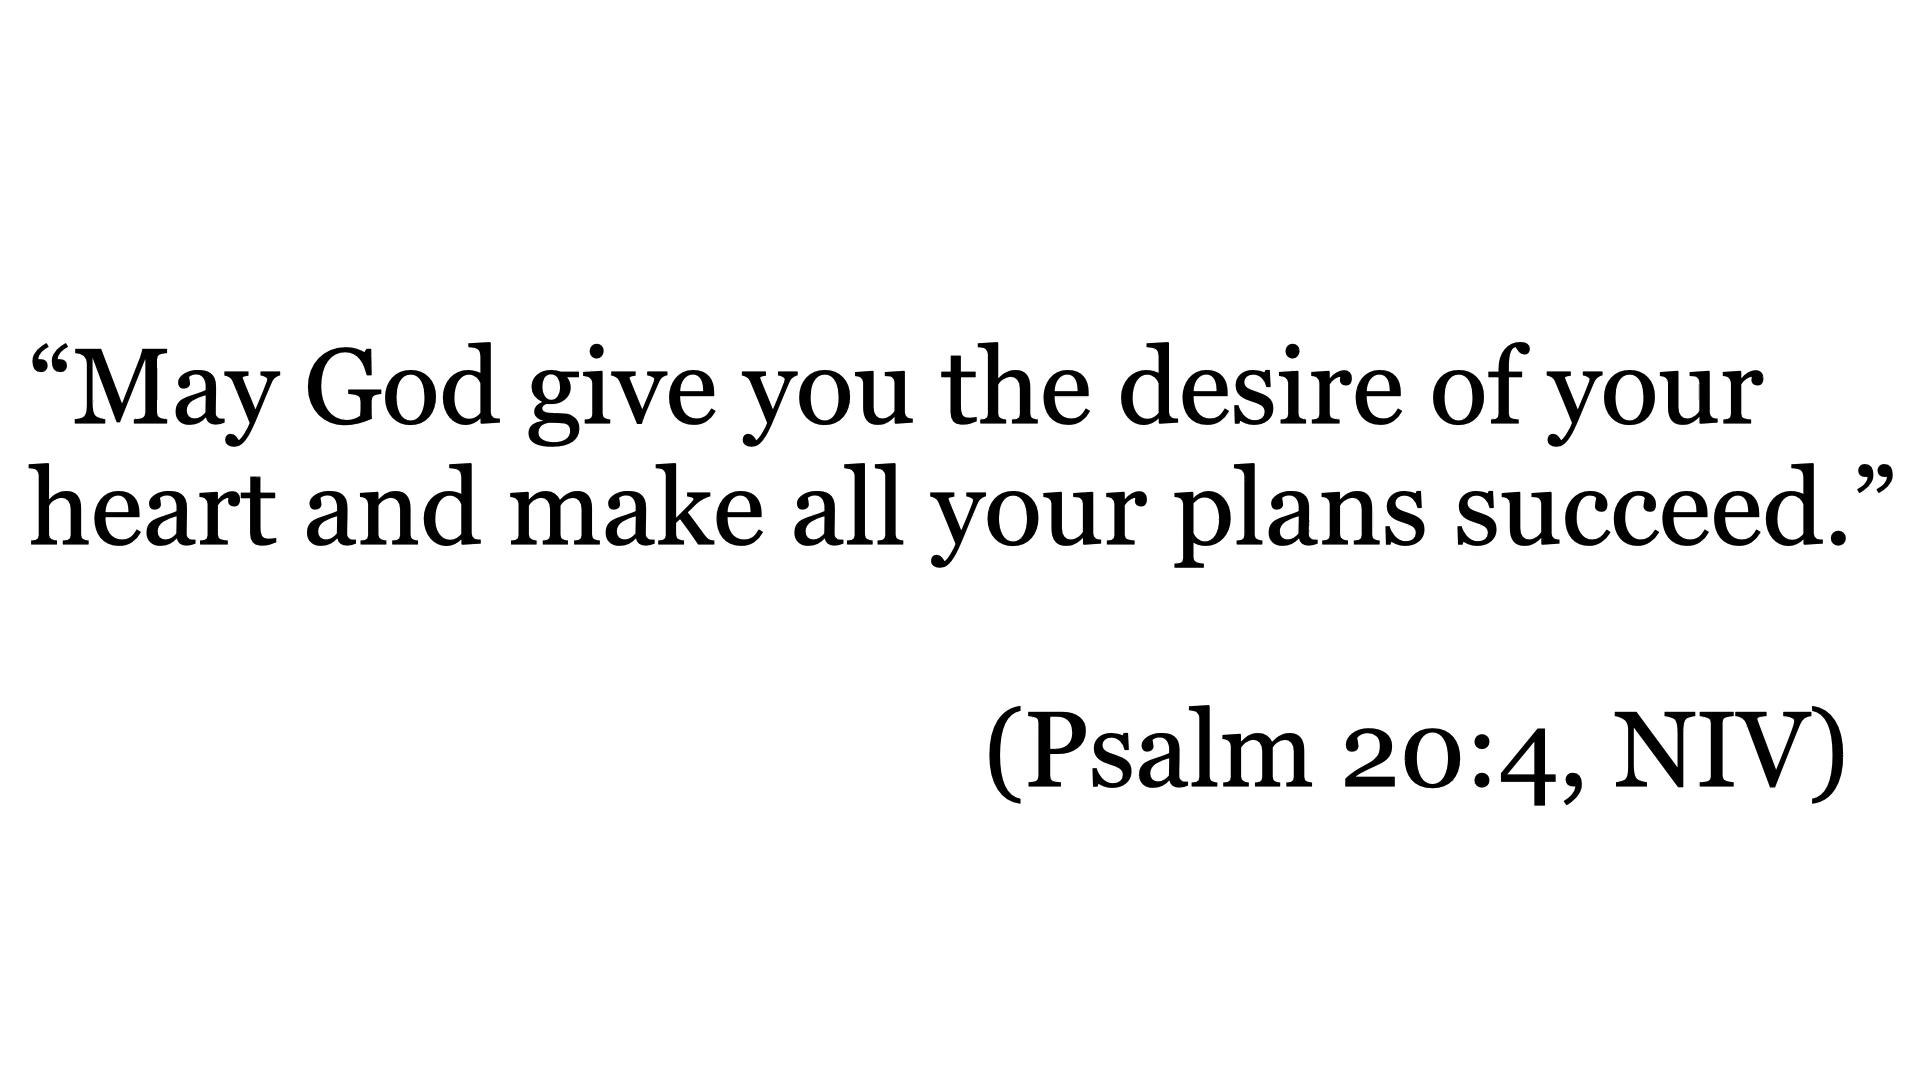 “May God give you the desire of your
heart and make all your plans succeed.”
(Psalm 20:4, NIV)